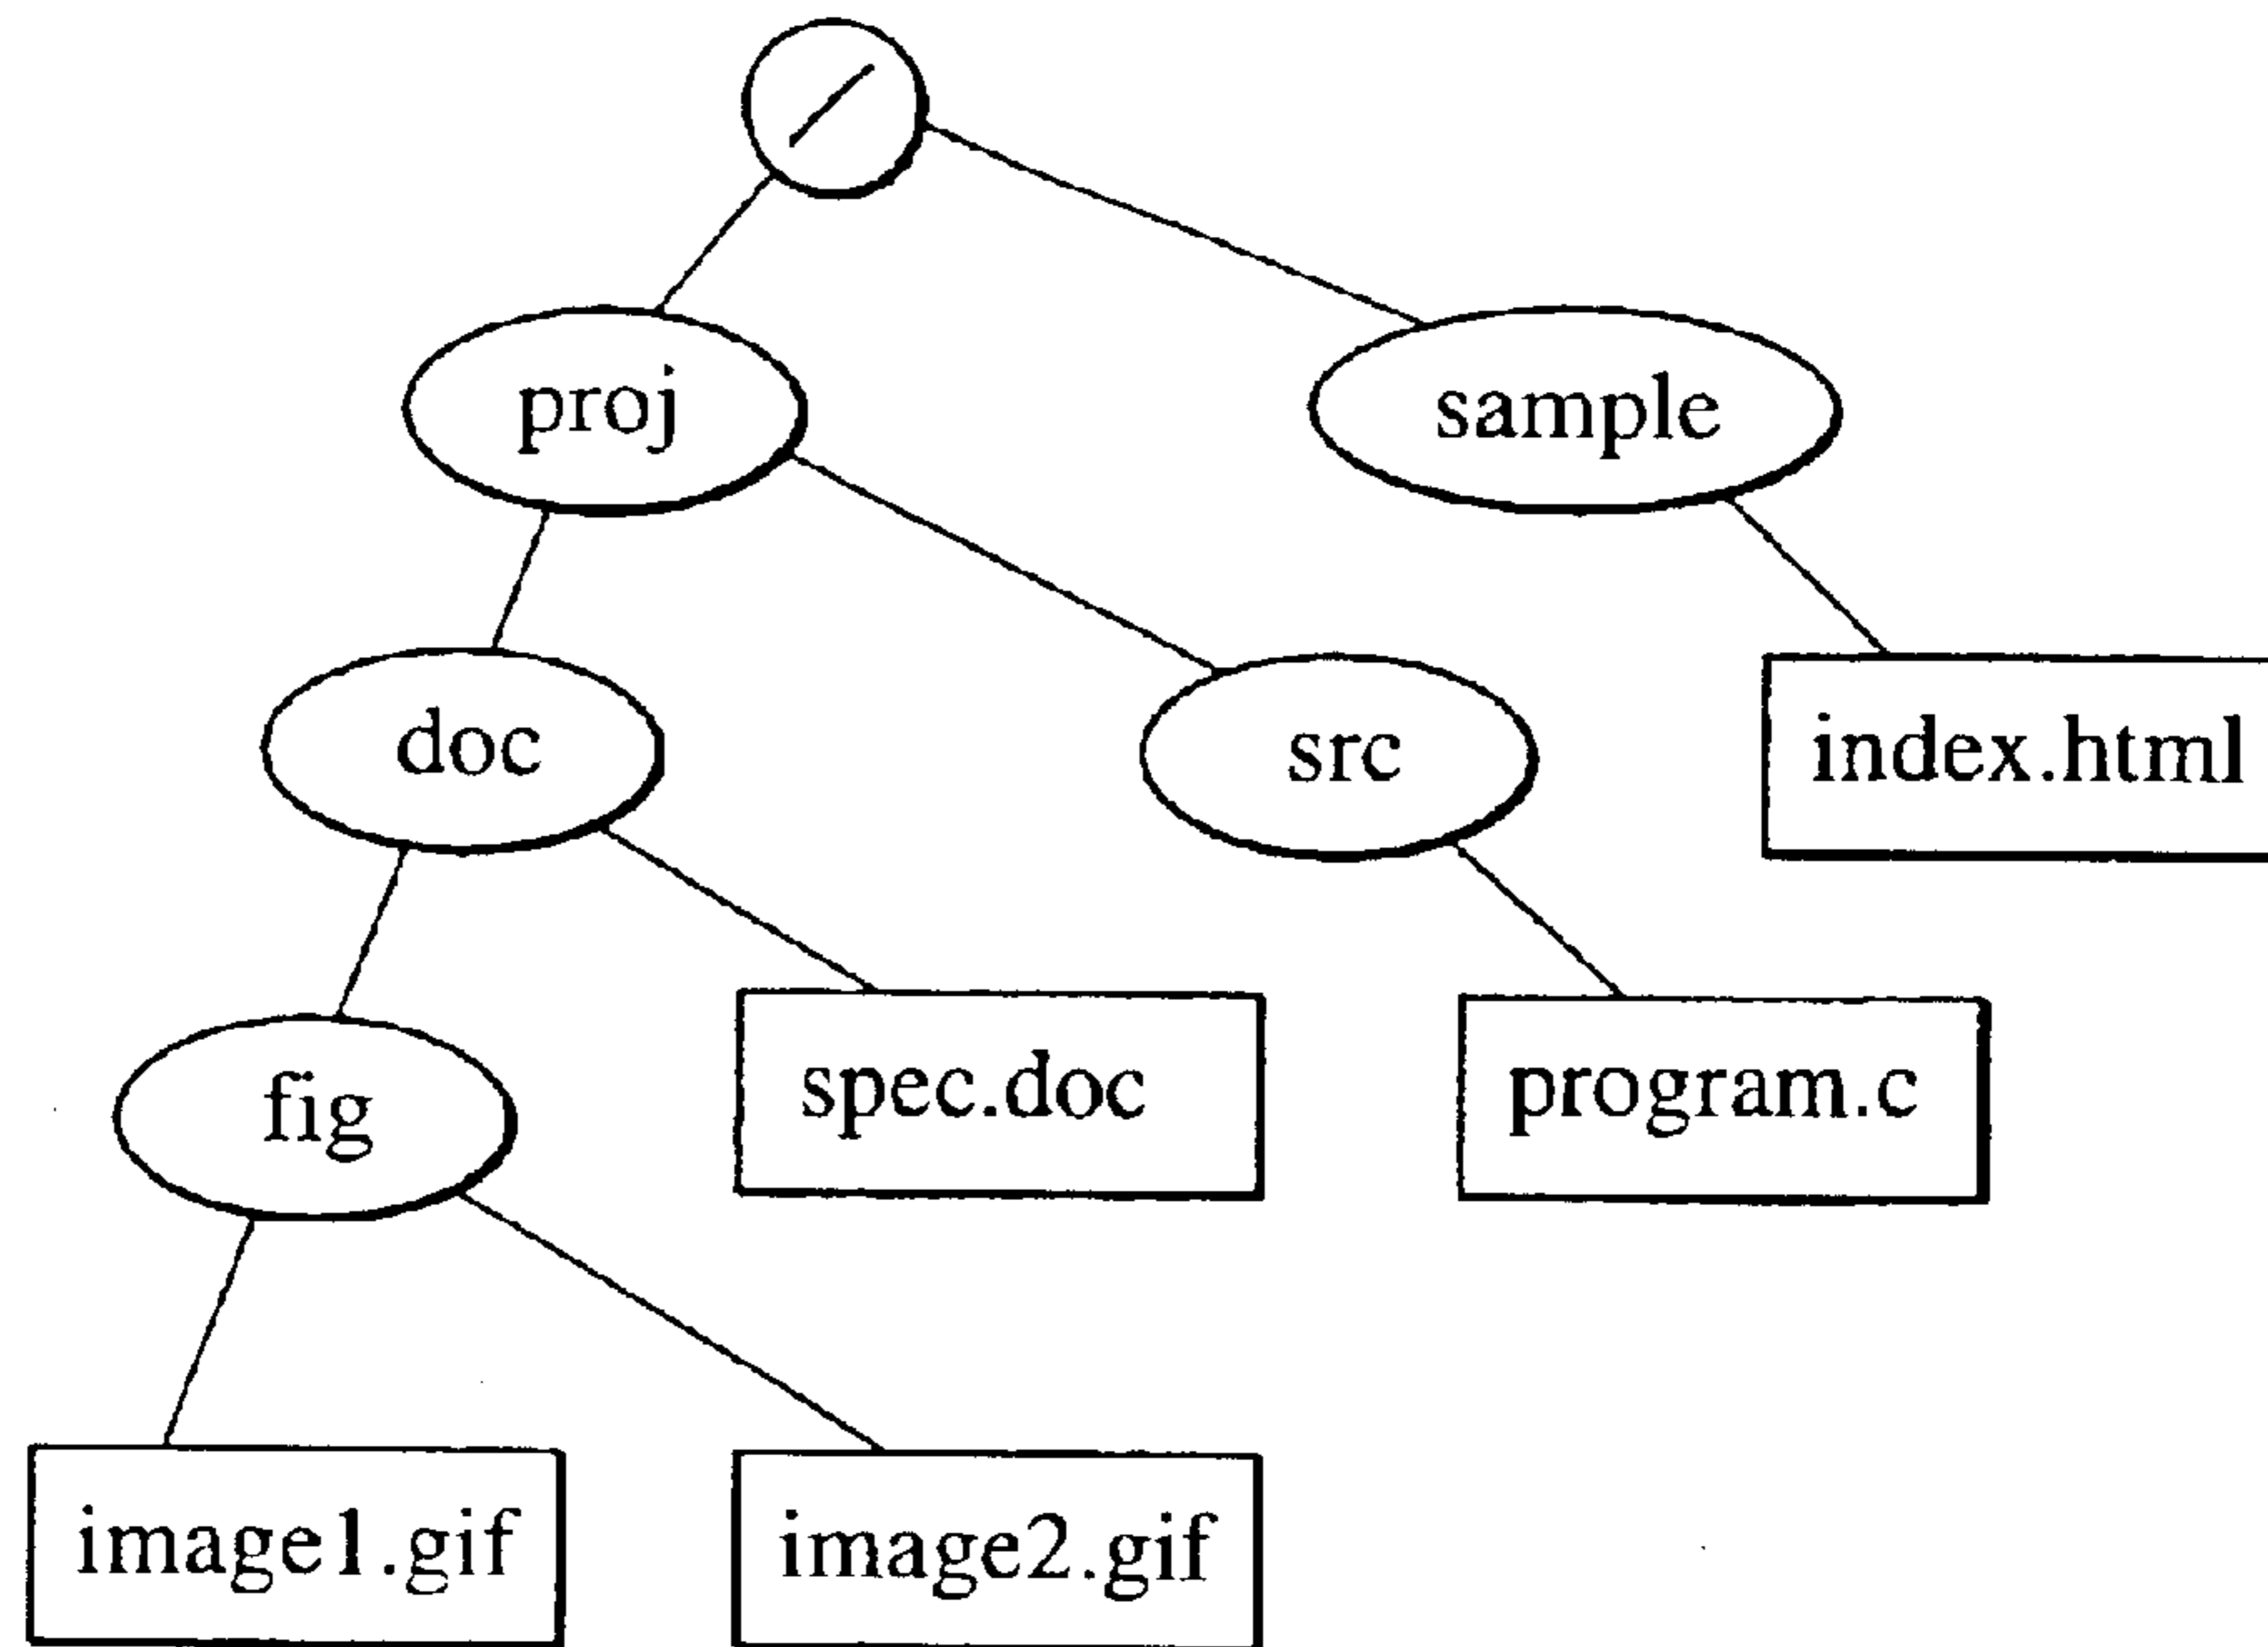 /
proj
sample
doc
src
index.html
fig
spec.doc
program.c
image1.gif
image2.gif